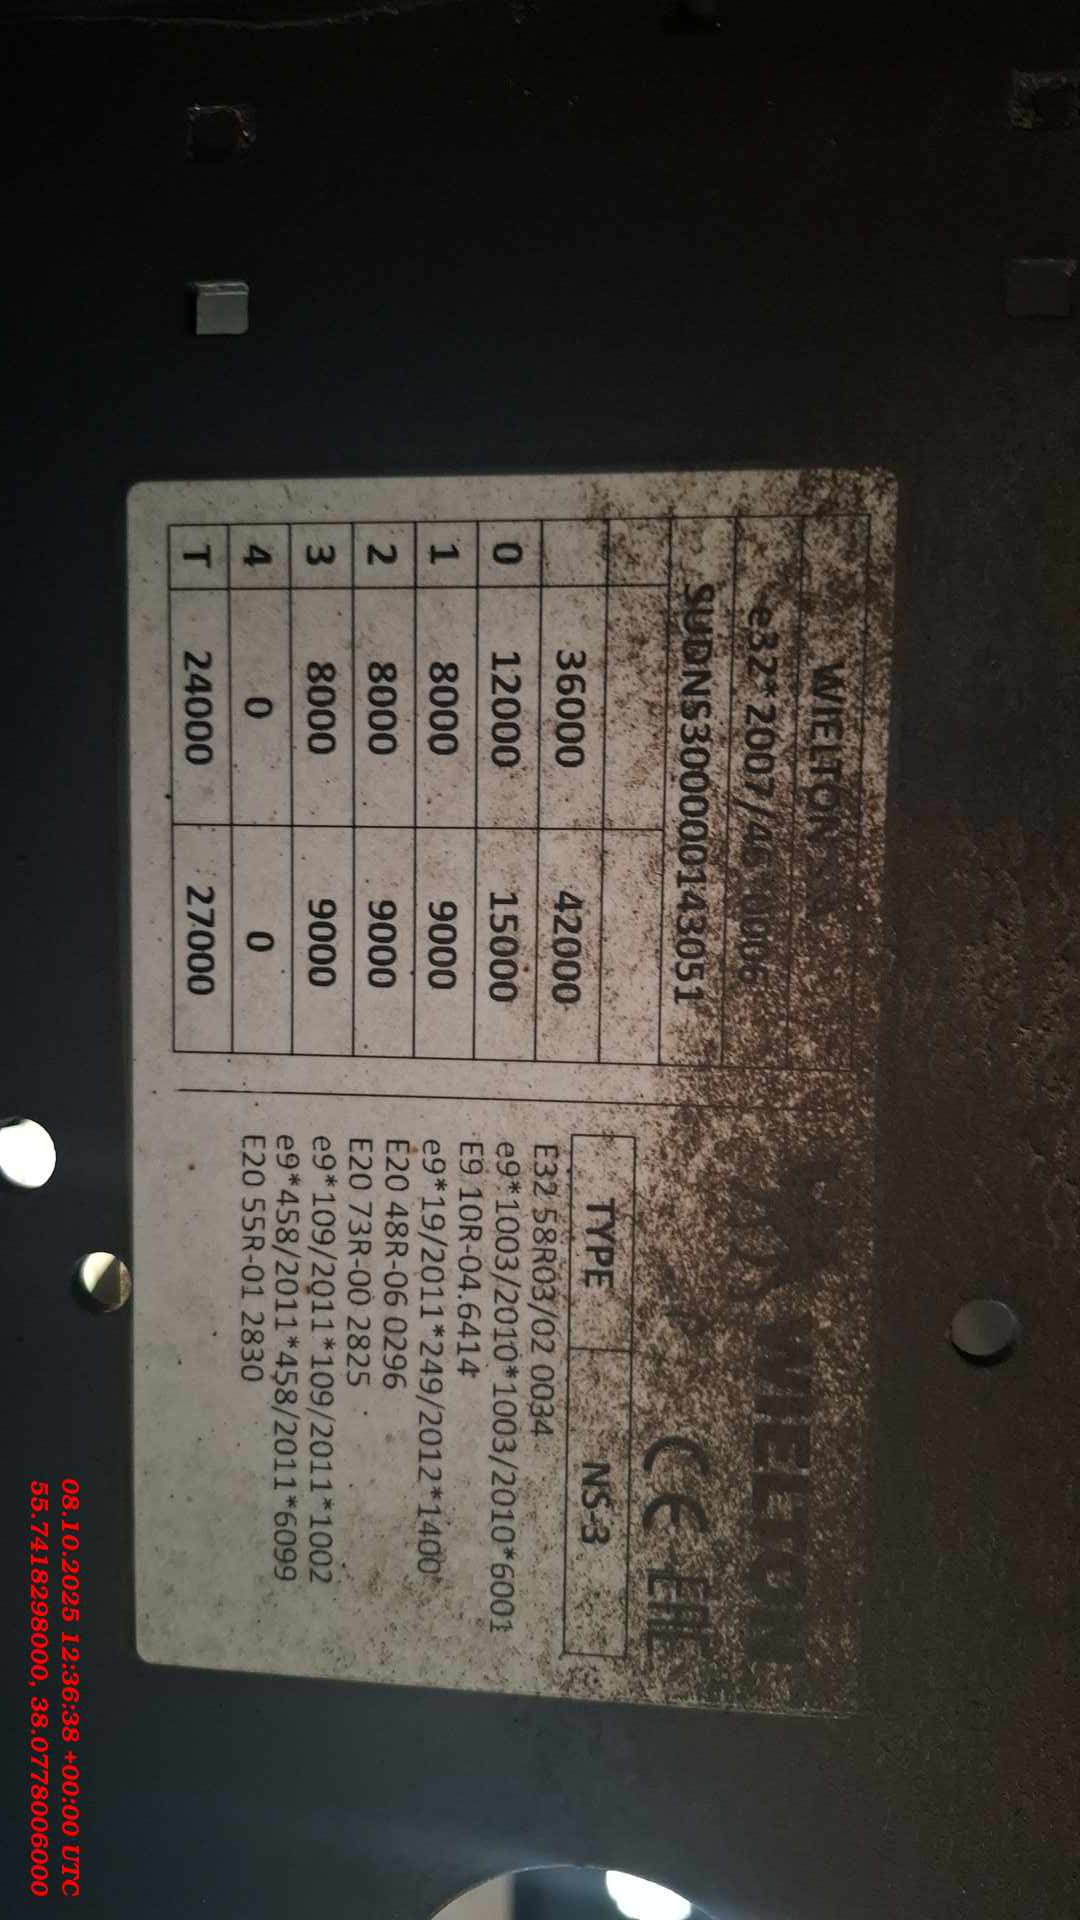 WIELTON
e32*2007/46*0006
SUDNS300000143051
36000 42000
0 12000 15000
1 8000 9000
2 8000 9000
3 8000 9000
4 0 0
T 24000 27000
WIELTON
CE EAC
TYPE NS-3
E32 58R03/02 0034
e9*1003/2010*1003/2010*6001
E9 10R-04.6414
e9*19/2011*249/2012*1400
E20 48R-06 0296
E20 73R-00 2825
e9*109/2011*109/2011*1002
e9*458/2011*458/2011*6099
E20 55R-01 2830
08.10.2025 12:36:38 +00:00 UTC
55.7418298000, 38.0778006000